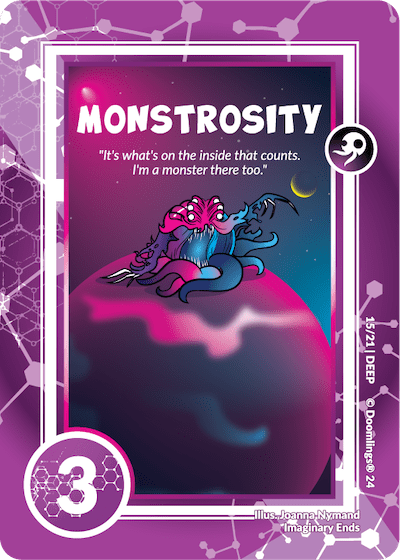 MONSTROSITY
"It's what's on the inside that counts.
I'm a monster there too."
15/21 | DEEP © Doomlings® 24
3
Illus. Joanna Nymand
*Imaginary Ends